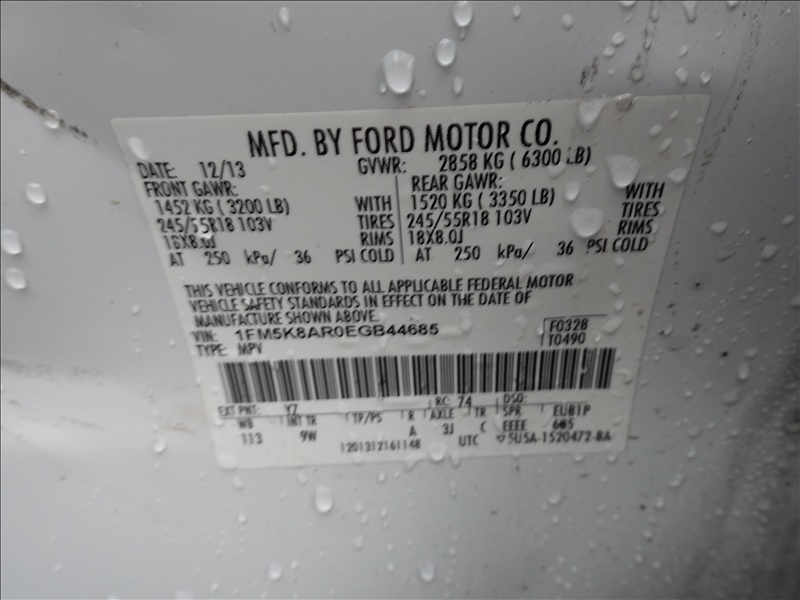 MFD. BY FORD MOTOR CO.
DATE: 12/13 GVWR: 2858 KG ( 6300 LB)
FRONT GAWR: REAR GAWR:
1452 KG ( 3200 LB) WITH 1520 KG ( 3350 LB) WITH
245/55R18 103V TIRES 245/55R18 103V TIRES
18X8.0J RIMS 18X8.0J RIMS
AT 250 kPa/ 36 PSI COLD AT 250 kPa/ 36 PSI COLD
THIS VEHICLE CONFORMS TO ALL APPLICABLE FEDERAL MOTOR
VEHICLE SAFETY STANDARDS IN EFFECT ON THE DATE OF
MANUFACTURE SHOWN ABOVE.
VIN: 1FM5K8AR0EGB44685 F0328
TYPE: MPV T0490
EXT PNT: YZ RC: 74 DSO:
WB INT TR TP/PS R AXLE TR SPR EUB1P
113 9W A 3J C EEEE 685
1201312161148 UTC 5U5A-1520472-BA